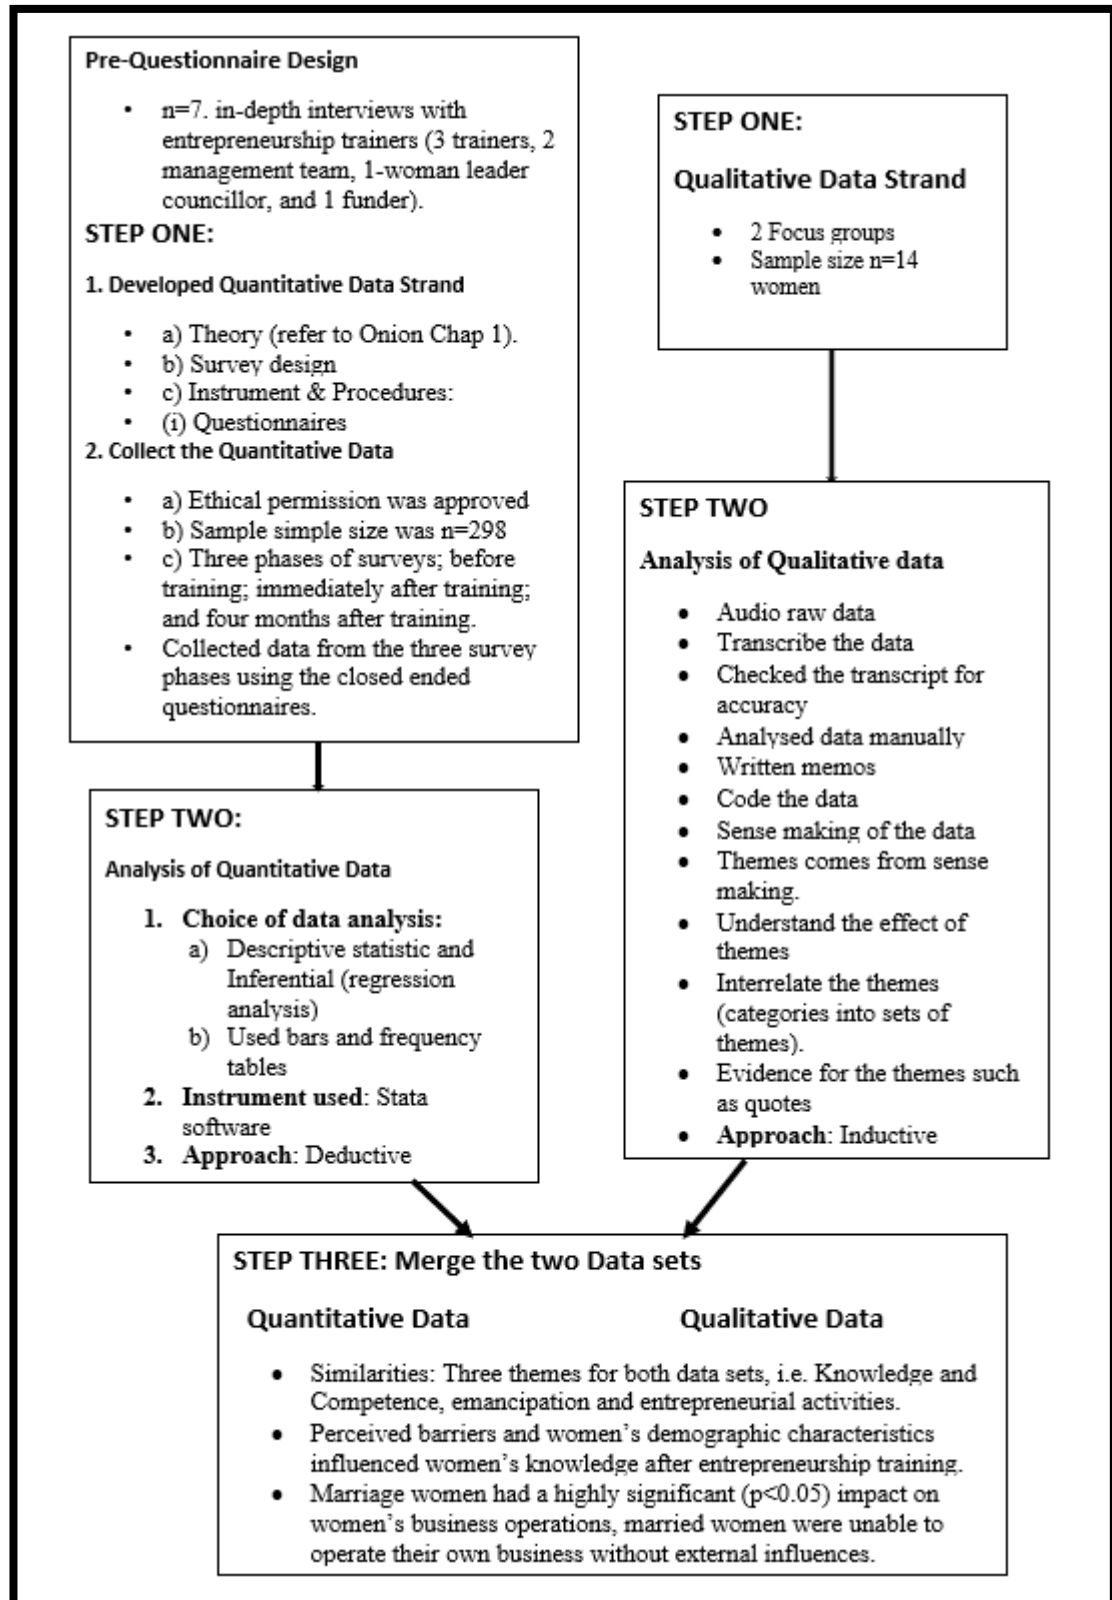 Pre-Questionnaire Design
• n=7. in-depth interviews with
entrepreneurship trainers (3 trainers, 2
management team, 1-woman leader
councillor, and 1 funder).
STEP ONE:
1. Developed Quantitative Data Strand
• a) Theory (refer to Onion Chap 1).
• b) Survey design
• c) Instrument & Procedures:
• (i) Questionnaires
2. Collect the Quantitative Data
• a) Ethical permission was approved
• b) Sample simple size was n=298
• c) Three phases of surveys; before
training; immediately after training;
and four months after training.
• Collected data from the three survey
phases using the closed ended
questionnaires.
STEP TWO:
Analysis of Quantitative Data
1. Choice of data analysis:
a) Descriptive statistic and
Inferential (regression
analysis)
b) Used bars and frequency
tables
2. Instrument used: Stata
software
3. Approach: Deductive
STEP ONE:
Qualitative Data Strand
• 2 Focus groups
• Sample size n=14
women
STEP TWO
Analysis of Qualitative data
• Audio raw data
• Transcribe the data
• Checked the transcript for
accuracy
• Analysed data manually
• Written memos
• Code the data
• Sense making of the data
• Themes comes from sense
making.
• Understand the effect of
themes
• Interrelate the themes
(categories into sets of
themes).
• Evidence for the themes such
as quotes
• Approach: Inductive
STEP THREE: Merge the two Data sets
Quantitative Data Qualitative Data
• Similarities: Three themes for both data sets, i.e. Knowledge and
Competence, emancipation and entrepreneurial activities.
• Perceived barriers and women's demographic characteristics
influenced women's knowledge after entrepreneurship training.
• Marriage women had a highly significant (p<0.05) impact on
women's business operations, married women were unable to
operate their own business without external influences.